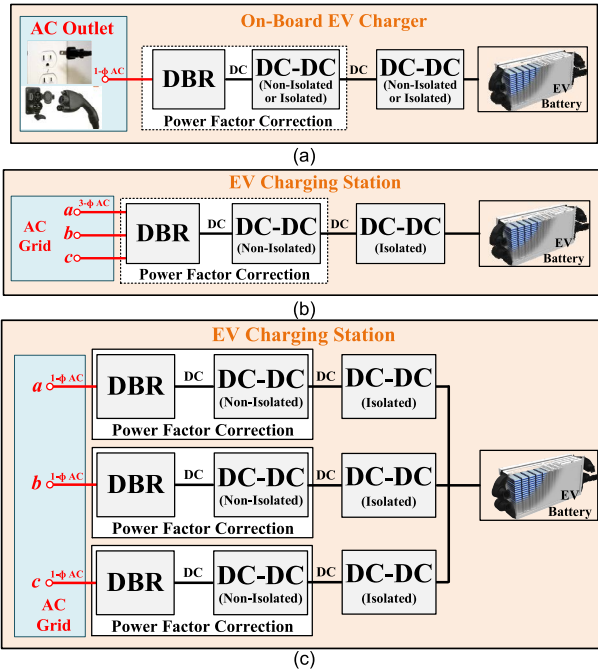 On-Board EV Charger
AC Outlet
1-ϕ AC
DBR
DC
DC-DC
(Non-Isolated
or Isolated)
Power Factor Correction
DC
DC-DC
(Non-Isolated
or Isolated)
EV
Battery
(a)
EV Charging Station
AC
Grid
3-ϕ AC
a
b
c
DBR
DC
DC-DC
(Non-Isolated)
Power Factor Correction
DC
DC-DC
(Isolated)
EV
Battery
(b)
EV Charging Station
a
1-ϕ AC
DBR
DC
DC-DC
(Non-Isolated)
Power Factor Correction
DC
DC-DC
(Isolated)
b
1-ϕ AC
DBR
DC
DC-DC
(Non-Isolated)
Power Factor Correction
DC
DC-DC
(Isolated)
EV
Battery
c
1-ϕ AC
DBR
DC
DC-DC
(Non-Isolated)
Power Factor Correction
DC
DC-DC
(Isolated)
AC
Grid
(c)